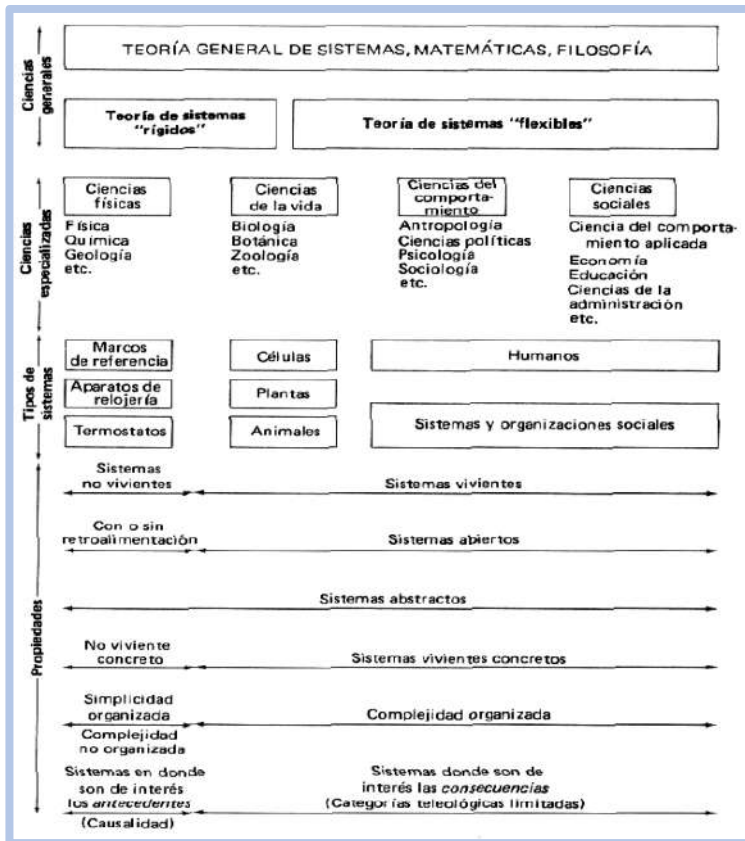 Ciencias
generales
TEORÍA GENERAL DE SISTEMAS, MATEMÁTICAS, FILOSOFÍA
Teoría de sistemas
"rígidos"
Teoría de sistemas "flexibles"
Ciencias
especializadas
Ciencias
físicas
Física
Química
Geología
etc.
Ciencias
de la vida
Biología
Botánica
Zoología
etc.
Ciencias del
comporta-
miento
Antropología
Ciencias políticas
Psicología
Sociología
etc.
Ciencias
sociales
Ciencia del comporta-
miento aplicada
Economía
Educación
Ciencias de la
administración
etc.
Tipos de
sistemas
Marcos
de referencia
Células
Humanos
Aparatos de
relojería
Plantas
Termostatos
Animales
Sistemas y organizaciones sociales
Propiedades
Sistemas
no vivientes
Sistemas vivientes
Con o sin
retroalimentación
Sistemas abiertos
Sistemas abstractos
No viviente
concreto
Sistemas vivientes concretos
Simplicidad
organizada
Complejidad
no organizada
Complejidad organizada
Sistemas en donde
son de interés
los antecedentes
(Causalidad)
Sistemas donde son de
interés las consecuencias
(Categorías teleológicas limitadas)